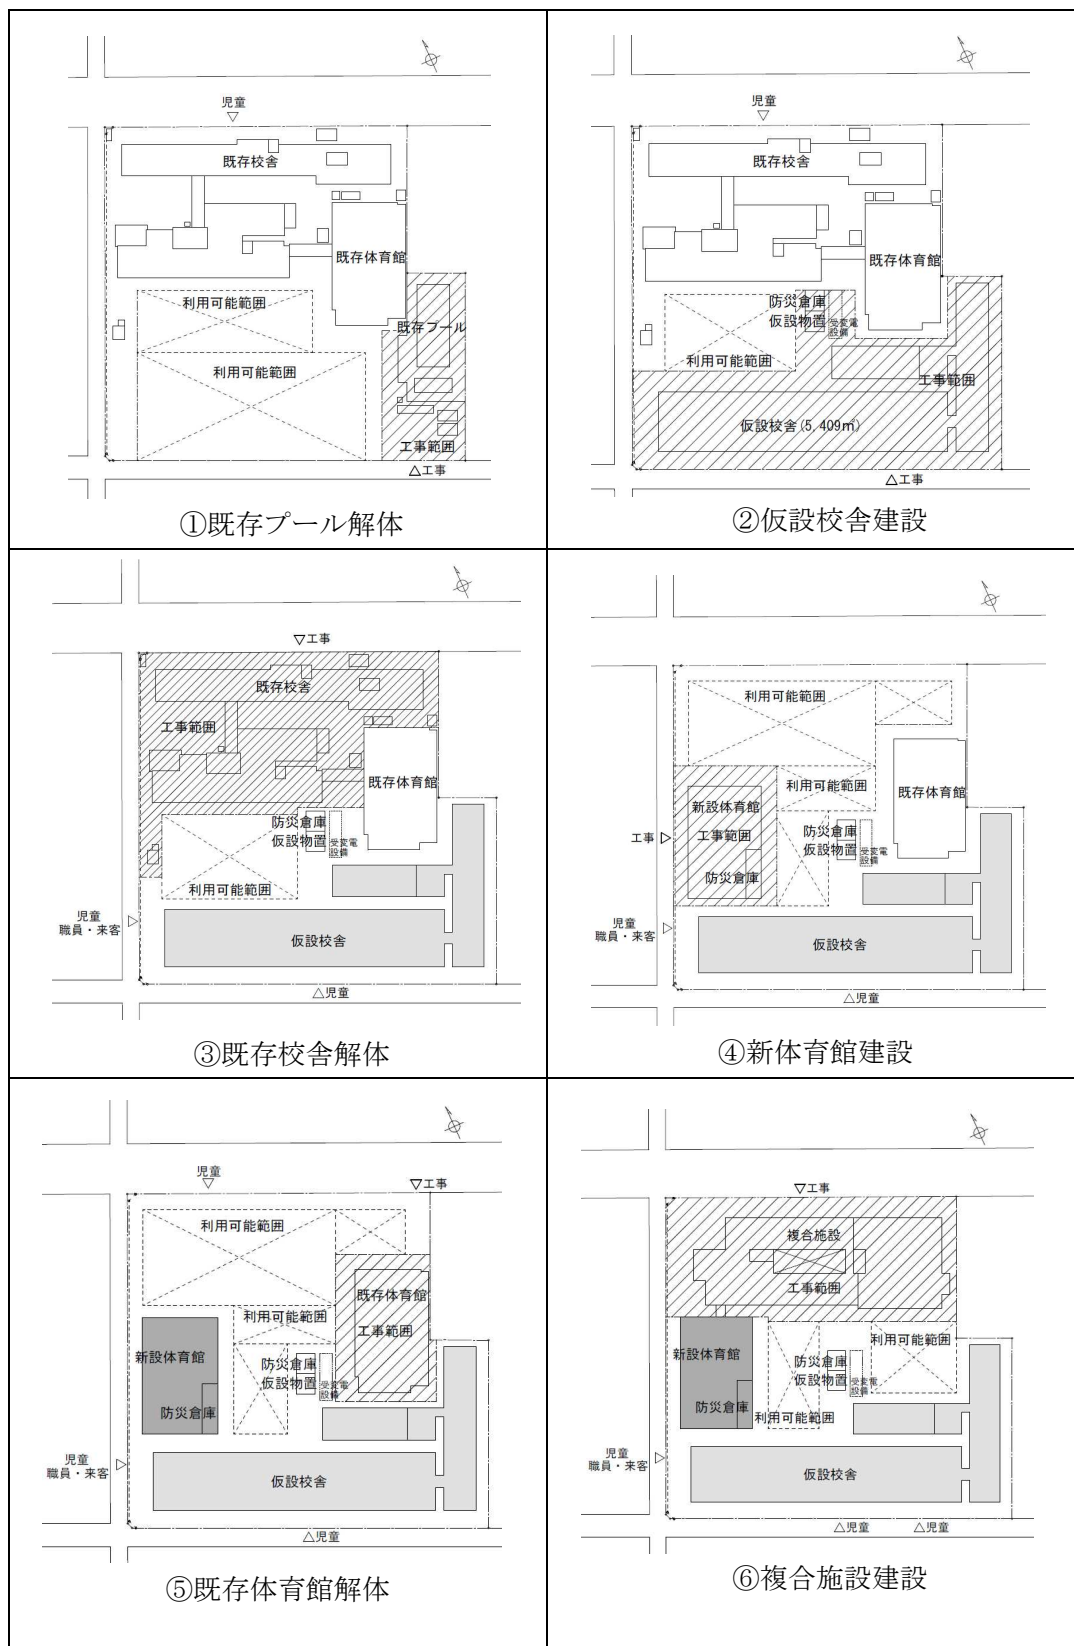 児童
既存校舎
既存体育館
利用可能範囲
既存プール
利用可能範囲
工事範囲
△工事
①既存プール解体
児童
既存校舎
既存体育館
防災倉庫
仮設物置
受変電
設備
利用可能範囲
工事範囲
仮設校舎(5,409㎡)
△工事
②仮設校舎建設
▽工事
既存校舎
工事範囲
既存体育館
防災倉庫
仮設物置
受変電
設備
利用可能範囲
児童
職員・来客
仮設校舎
△児童
③既存校舎解体
利用可能範囲
利用可能範囲
既存体育館
新設体育館
工事
工事範囲
防災倉庫
仮設物置
受変電
設備
防災倉庫
児童
職員・来客
仮設校舎
△児童
④新体育館建設
児童
▽工事
利用可能範囲
既存体育館
利用可能範囲
工事範囲
新設体育館
防災倉庫
仮設物置
受変電
設備
防災倉庫
児童
職員・来客
仮設校舎
△児童
⑤既存体育館解体
▽工事
複合施設
工事範囲
利用可能範囲
新設体育館
防災倉庫
仮設物置
受変電
設備
防災倉庫
利用可能範囲
児童
職員・来客
仮設校舎
△児童
△児童
⑥複合施設建設